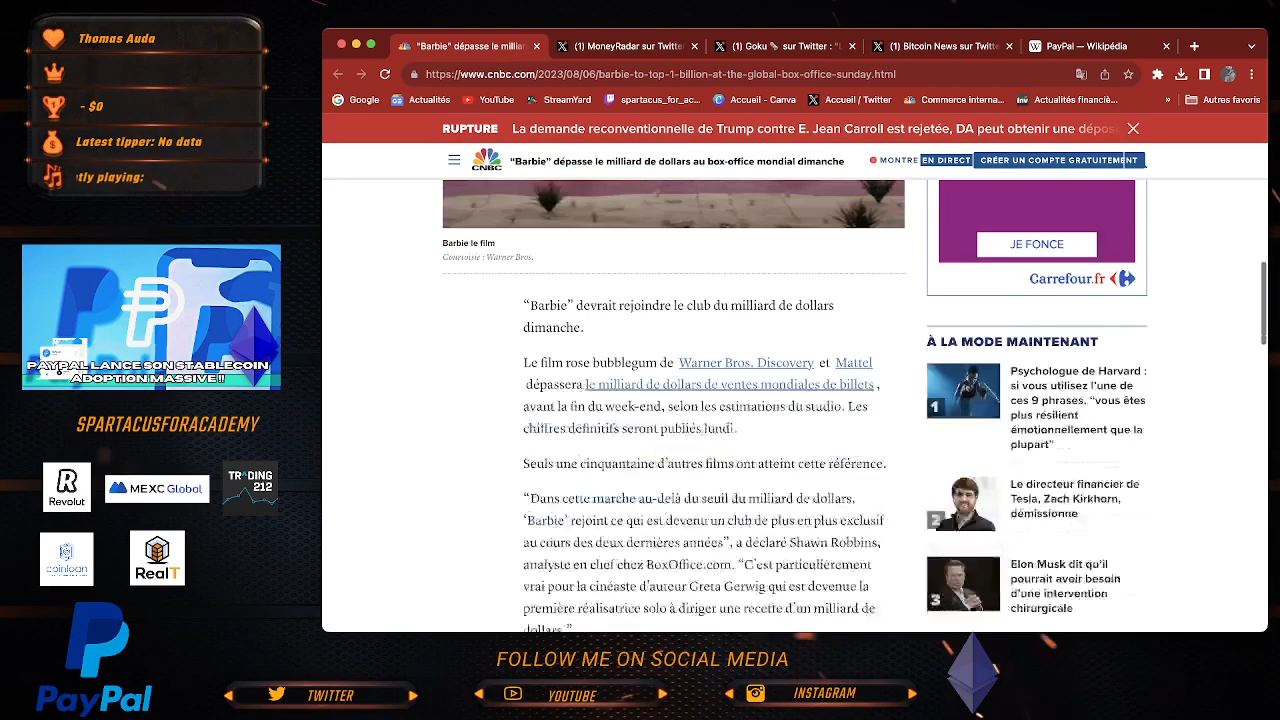 Thomas Auda
- $0
Latest tipper: No data
tly playing:
PAYPAL LANCE SON STABLECOIN
ADOPTION MASSIVE !!
SPARTACUSFORACADEMY
Revolut
MEXC Global
TRADING
212
coinloan
RealT
PayPal
"Barbie" dépasse le milliar
(1) MoneyRadar sur Twitter
(1) Goku sur Twitter : "L
(1) Bitcoin News sur Twitter
PayPal — Wikipédia
https://www.cnbc.com/2023/08/06/barbie-to-top-1-billion-at-the-global-box-office-sunday.html
Google
Actualités
YouTube
StreamYard
spartacus_for_ac...
Accueil - Canva
Accueil / Twitter
Commerce interna...
Inv
Actualités financiè...
»
Autres favoris
RUPTURE La demande reconventionnelle de Trump contre E. Jean Carroll est rejetée, DA peut obtenir une dépos
CNBC
“Barbie” dépasse le milliard de dollars au box-office mondial dimanche
MONTRE EN DIRECT
CRÉER UN COMPTE GRATUITEMENT
Barbie le film
Courtoisie : Warner Bros.
“Barbie” devrait rejoindre le club du milliard de dollars
dimanche.
Le film rose bubblegum de Warner Bros. Discovery et Mattel
dépassera le milliard de dollars de ventes mondiales de billets ,
avant la fin du week-end, selon les estimations du studio. Les
chiffres définitifs seront publiés lundi.
Seuls une cinquantaine d’autres films ont atteint cette référence.
“Dans cette marche au-delà du seuil du milliard de dollars,
‘Barbie’ rejoint ce qui est devenu un club de plus en plus exclusif
au cours des deux dernières années”, a déclaré Shawn Robbins,
analyste en chef chez BoxOffice.com. “C’est particulièrement
vrai pour la cinéaste d’auteur Greta Gerwig qui est devenue la
première réalisatrice solo à diriger une recette d’un milliard de
dollars.”
JE FONCE
Carrefour.fr
À LA MODE MAINTENANT
1
Psychologue de Harvard :
si vous utilisez l’une de
ces 9 phrases, “vous êtes
plus résilient
émotionnellement que la
plupart”
2
Le directeur financier de
Tesla, Zach Kirkhorn,
démissionne
3
Elon Musk dit qu’il
pourrait avoir besoin
d’une intervention
chirurgicale
FOLLOW ME ON SOCIAL MEDIA
TWITTER
YOUTUBE
INSTAGRAM